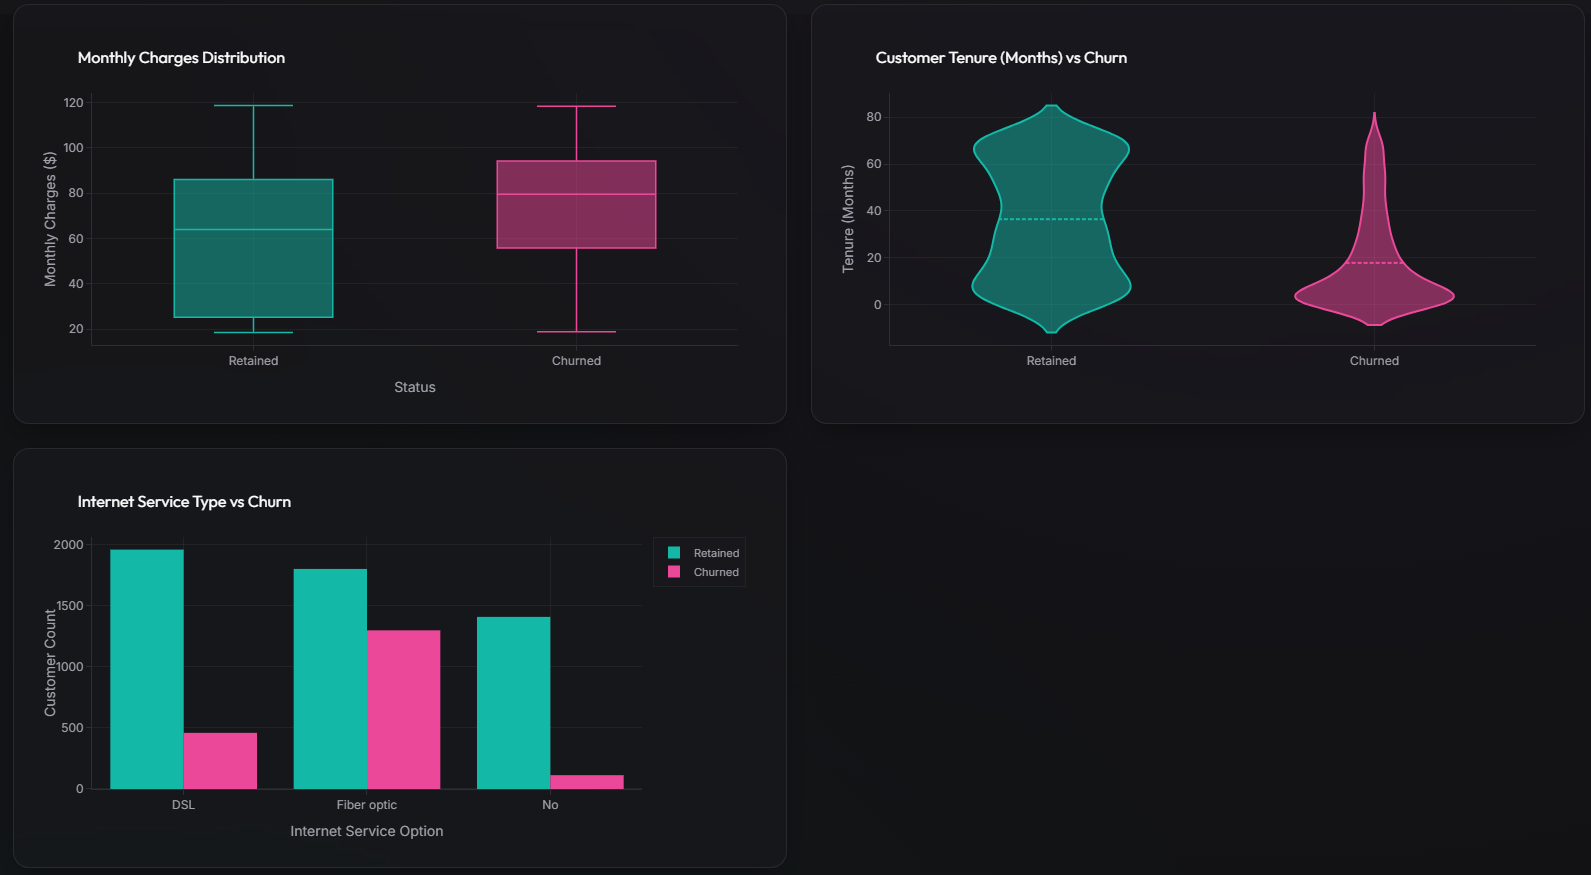 Monthly Charges Distribution
Monthly Charges ($)
120
100
80
60
40
20
Retained
Churned
Status
Customer Tenure (Months) vs Churn
Tenure (Months)
80
60
40
20
0
Retained
Churned
Internet Service Type vs Churn
Customer Count
2000
1500
1000
500
0
DSL
Fiber optic
No
Internet Service Option
Retained
Churned